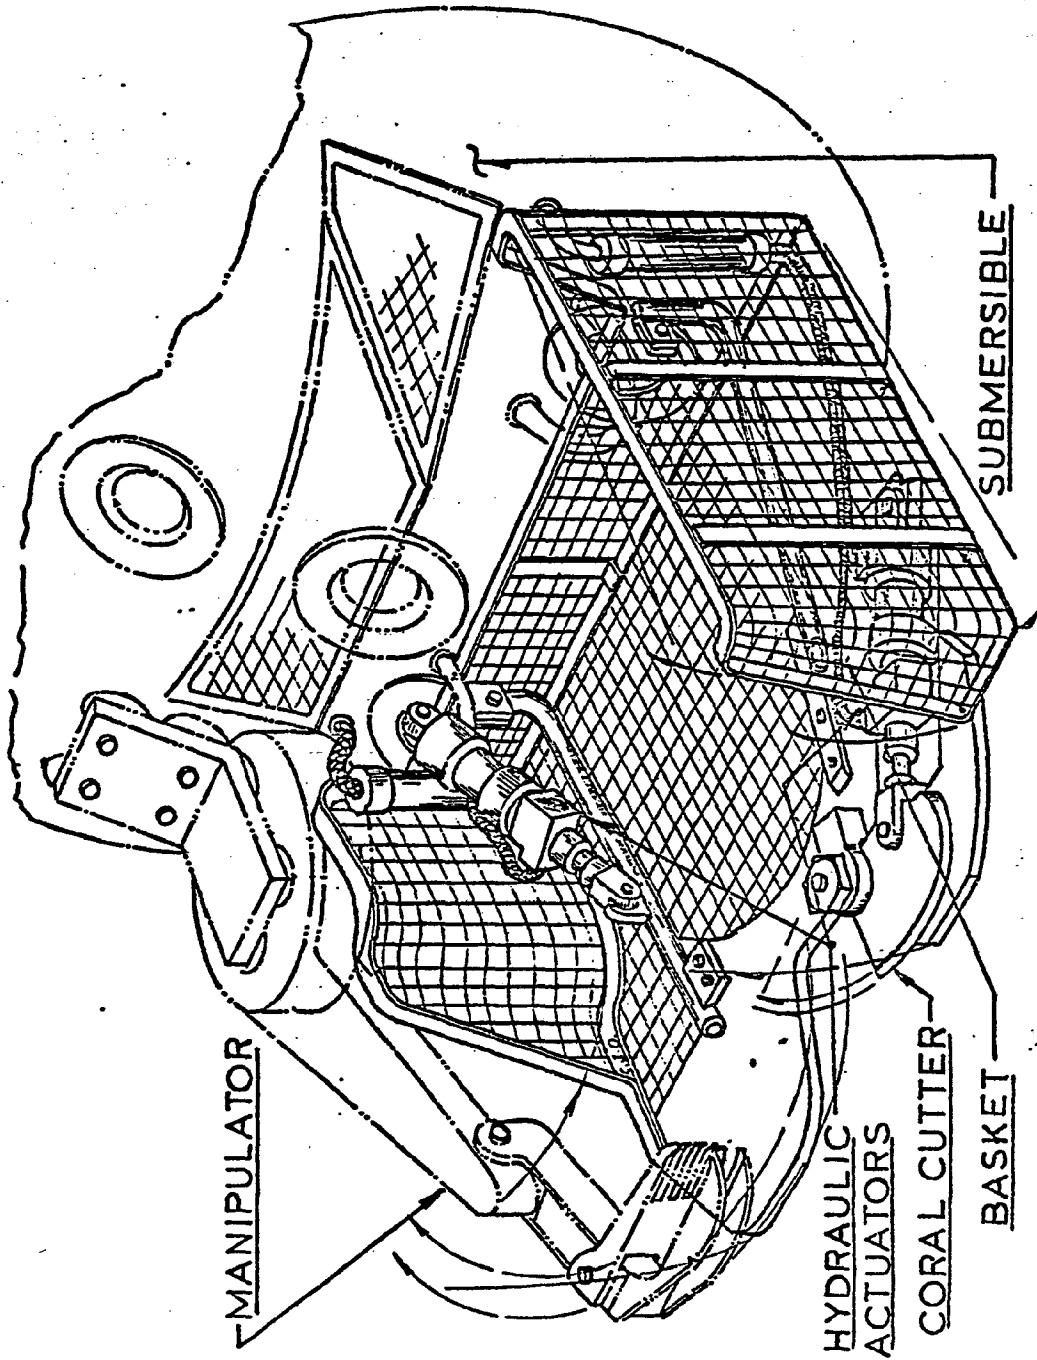 MANIPULATOR
HYDRAULIC
ACTUATORS
CORAL CUTTER
BASKET
SUBMERSIBLE